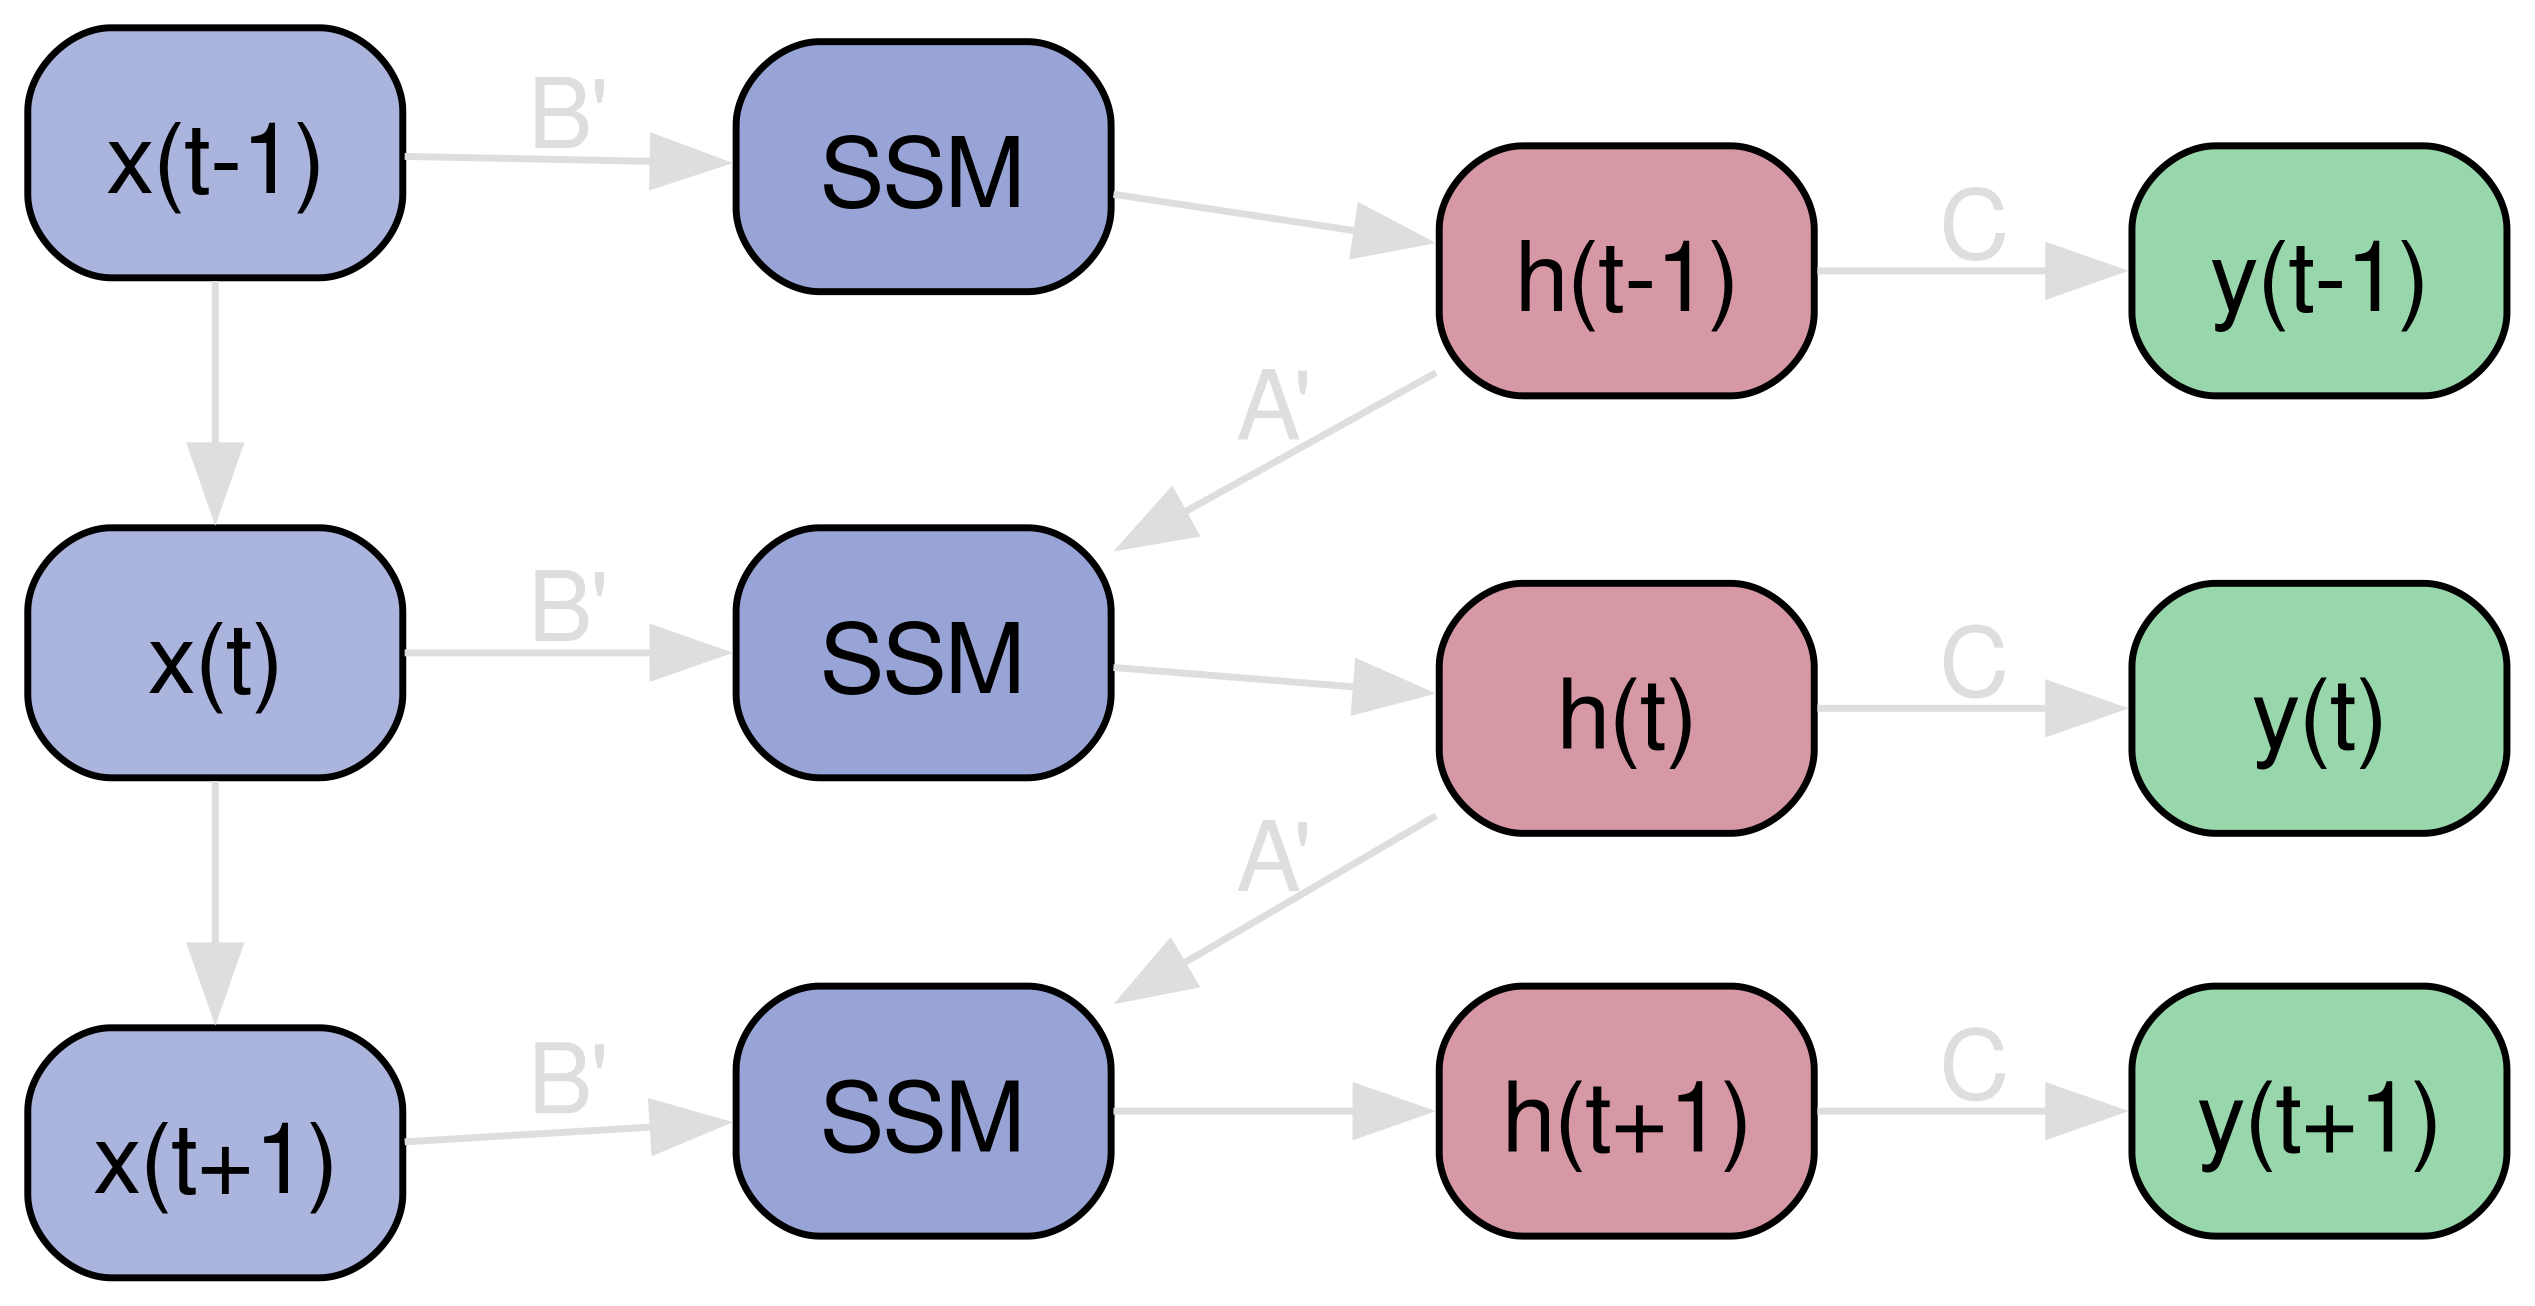 x(t-1)
B'
SSM
h(t-1)
C
y(t-1)
A'
x(t)
B'
SSM
h(t)
C
y(t)
A'
x(t+1)
B'
SSM
h(t+1)
C
y(t+1)